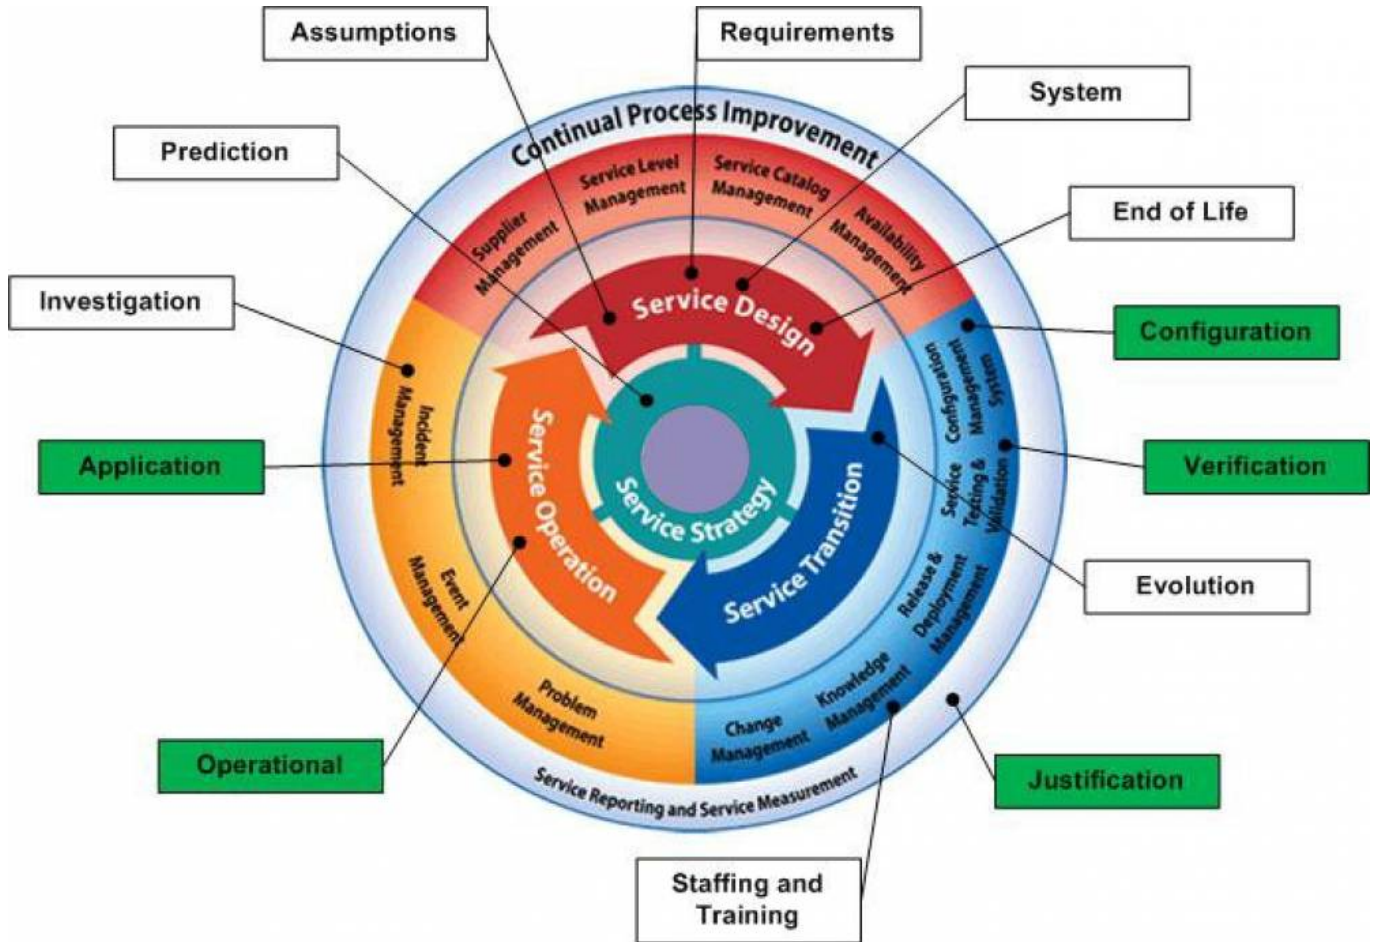 Assumptions
Requirements
System
Prediction
End of Life
Investigation
Configuration
Application
Verification
Evolution
Operational
Justification
Staffing and
Training
Continual Process Improvement
Supplier
Management
Service Level
Management
Service Catalog
Management
Availability
Management
System
Management
Configuration
Service
Testing &
Validation
Release &
Deployment
Management
Knowledge
Management
Change
Management
Problem
Management
Event
Management
Incident
Management
Service Design
Service Transition
Service Operation
Service Strategy
Service Reporting and Service Measurement